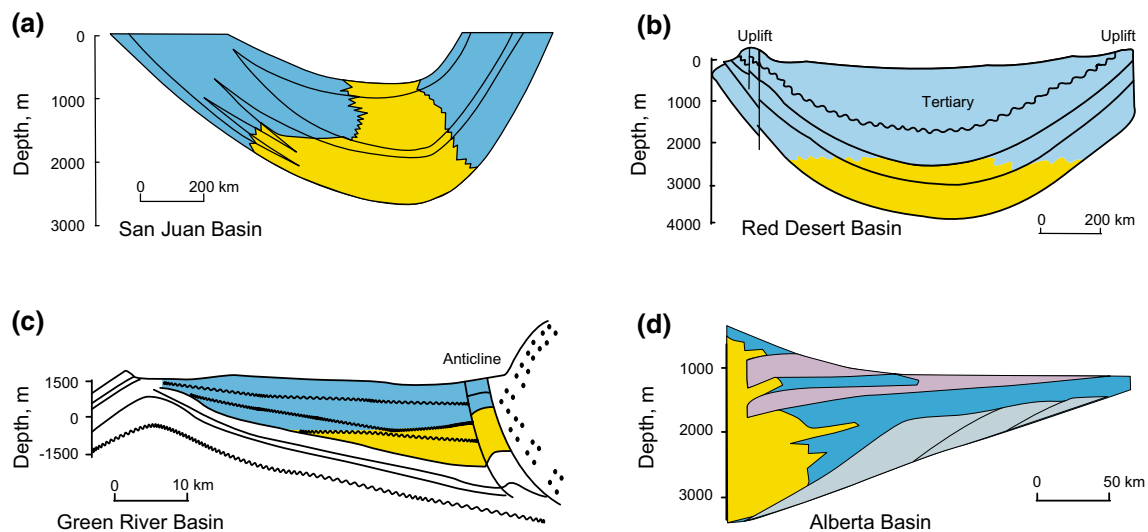 (a)
0
1000
2000
3000
Depth, m
0 200 km
San Juan Basin
(b)
Uplift
Uplift
0
1000
2000
3000
4000
Depth, m
Tertiary
0 200 km
Red Desert Basin
(c)
Anticline
1500
0
-1500
Depth, m
0 10 km
Green River Basin
(d)
1000
2000
3000
Depth, m
0 50 km
Alberta Basin